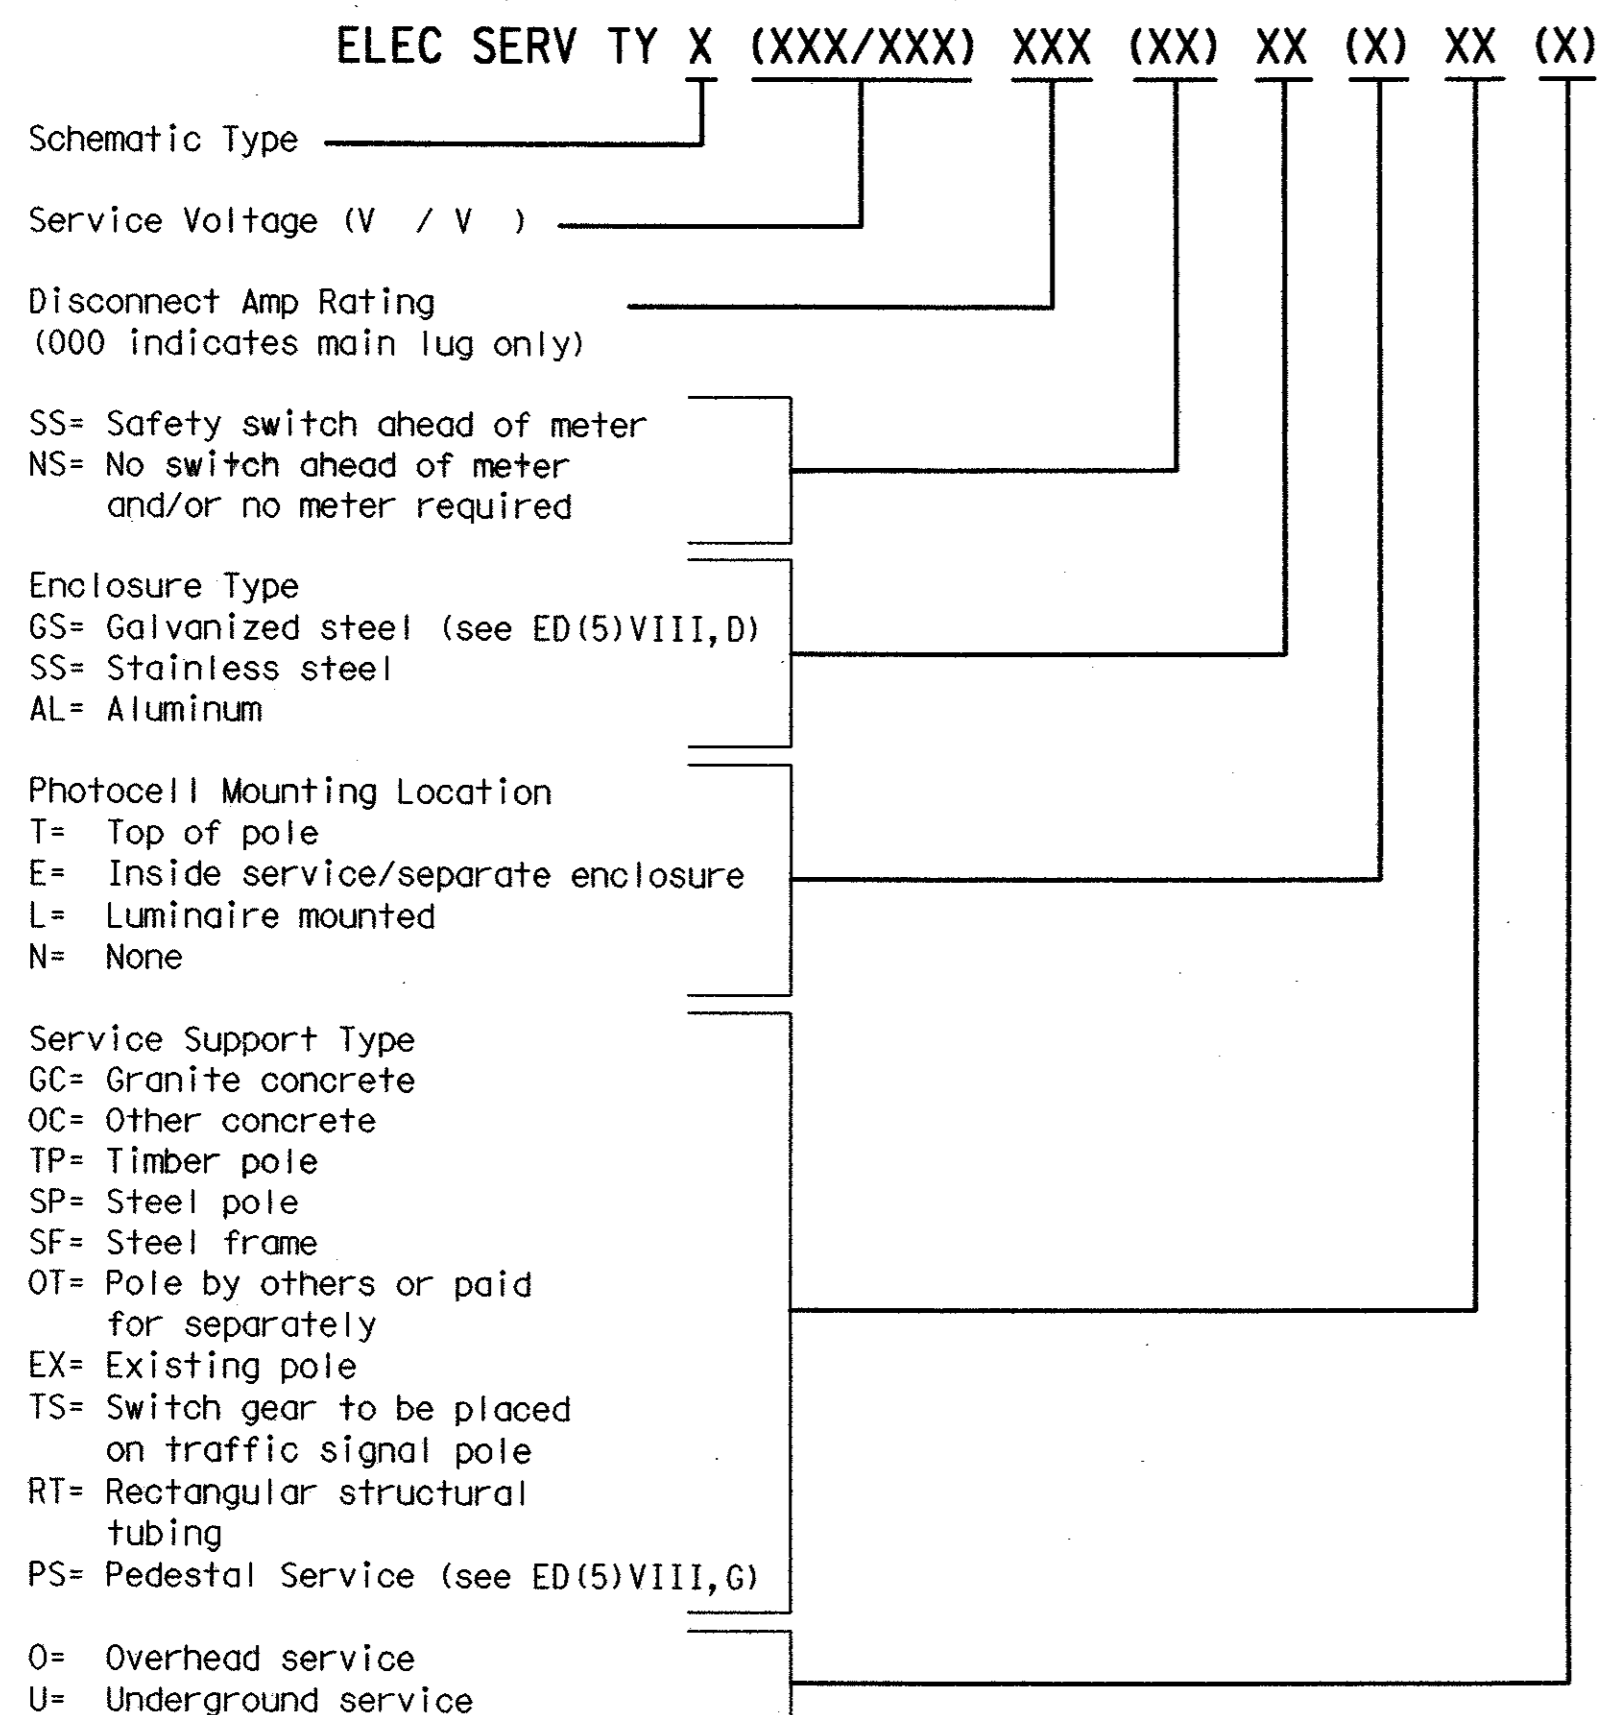 ELEC SERV TY X (XXX/XXX) XXX (XX) XX (X) XX (X)
Schematic Type
Service Voltage (V / V )
Disconnect Amp Rating
(000 indicates main lug only)
SS= Safety switch ahead of meter
NS= No switch ahead of meter
and/or no meter required
Enclosure Type
GS= Galvanized steel (see ED(5)VIII,D)
SS= Stainless steel
AL= Aluminum
Photocell Mounting Location
T= Top of pole
E= Inside service/separate enclosure
L= Luminaire mounted
N= None
Service Support Type
GC= Granite concrete
OC= Other concrete
TP= Timber pole
SP= Steel pole
SF= Steel frame
OT= Pole by others or paid
for separately
EX= Existing pole
TS= Switch gear to be placed
on traffic signal pole
RT= Rectangular structural
tubing
PS= Pedestal Service (see ED(5)VIII,G)
O= Overhead service
U= Underground service